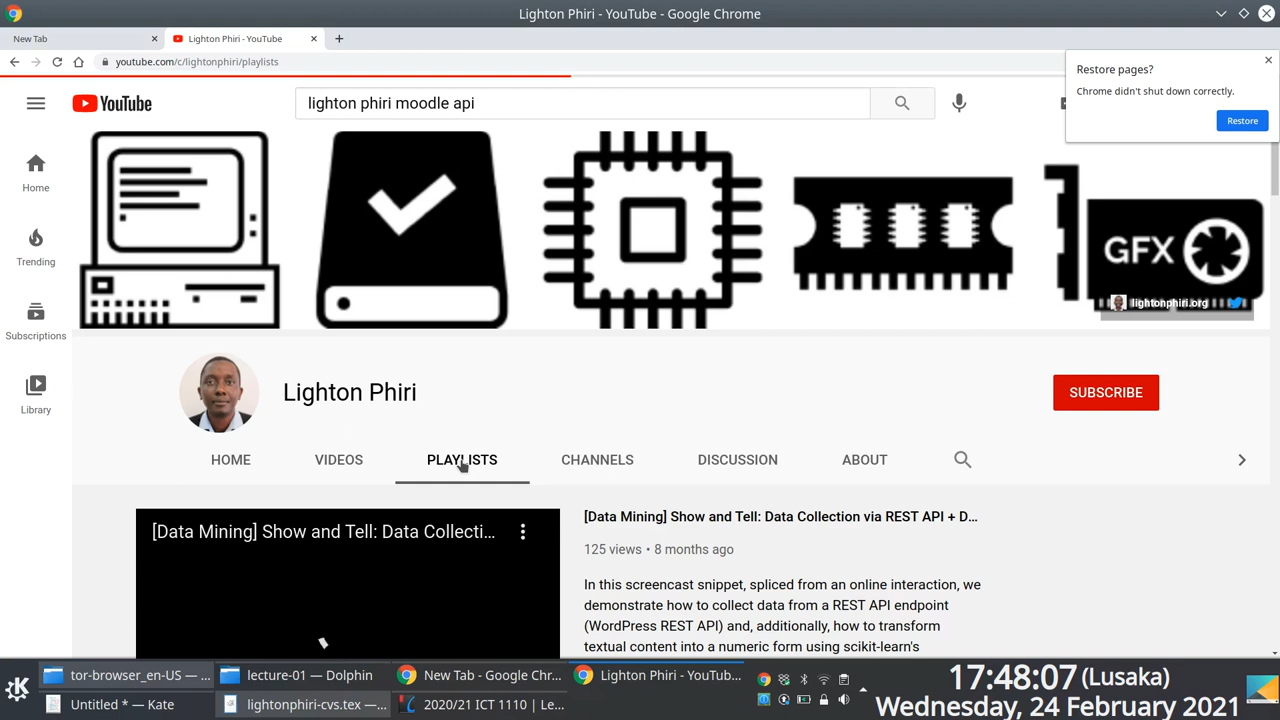 Lighton Phiri - YouTube - Google Chrome
New Tab
Lighton Phiri - YouTube
youtube.com/c/lightonphiri/playlists
Restore pages?
Chrome didn't shut down correctly.
Restore
YouTube
lighton phiri moodle api
Home
Trending
Subscriptions
Library
GFX
lightonphiri.org
Lighton Phiri
SUBSCRIBE
HOME
VIDEOS
PLAYLISTS
CHANNELS
DISCUSSION
ABOUT
[Data Mining] Show and Tell: Data Collecti...
[Data Mining] Show and Tell: Data Collection via REST API + D...
125 views • 8 months ago
In this screencast snippet, spliced from an online interaction, we
demonstrate how to collect data from a REST API endpoint
(WordPress REST API) and, additionally, how to transform
textual content into a numeric form using scikit-learn's
tor-browser_en-US — ...
lecture-01 — Dolphin
New Tab - Google Chr...
Lighton Phiri - YouTub...
Untitled * — Kate
lightonphiri-cvs.tex —...
2020/21 ICT 1110 | Le...
17:48:07 (Lusaka)
Wednesday, 24 February 2021